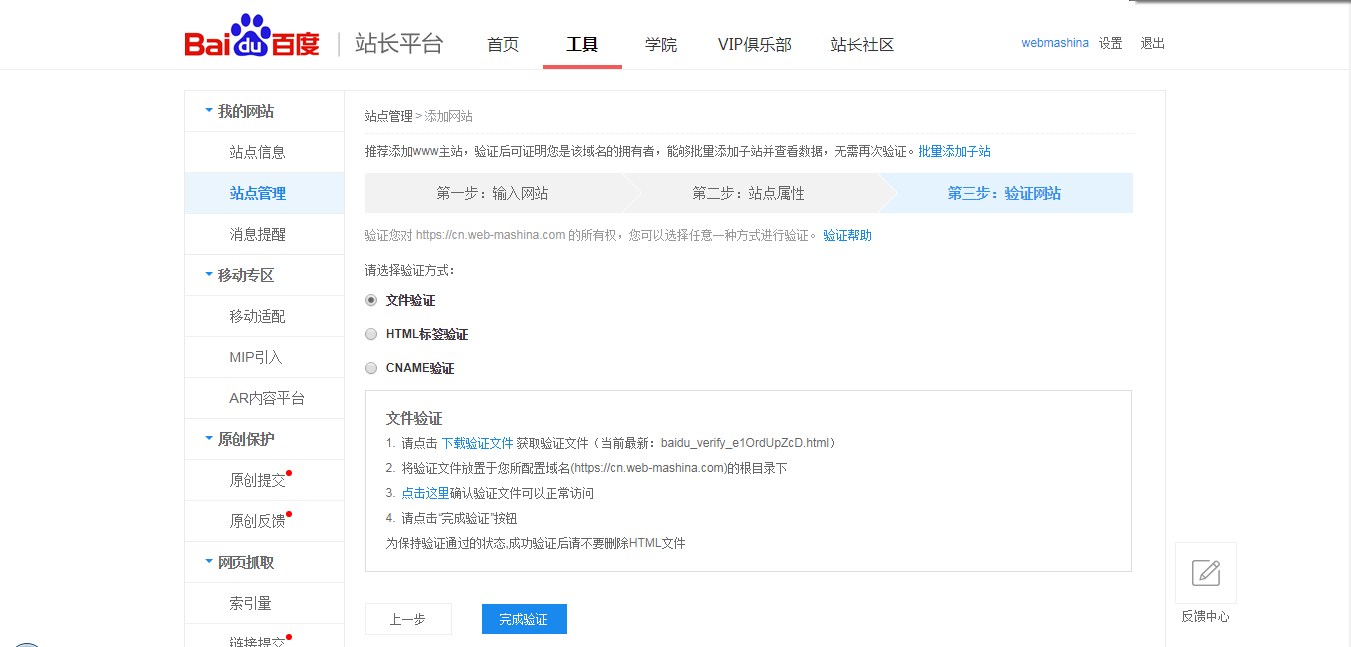 Baidu百度 | 站长平台 首页 工具 学院 VIP俱乐部 站长社区 webmashina 设置 退出
我的网站
站点信息
站点管理
消息提醒
移动专区
移动适配
MIP引入
AR内容平台
原创保护
原创提交
原创反馈
网页抓取
索引量
链接提交
站点管理 > 添加网站
推荐添加www主站，验证后可证明您是该域名的拥有者，能够批量添加子站并查看数据，无需再次验证。批量添加子站
第一步：输入网站 第二步：站点属性 第三步：验证网站
验证您对 https://cn.web-mashina.com 的所有权，您可以选择任意一种方式进行验证。 验证帮助
请选择验证方式：
文件验证
HTML标签验证
CNAME验证
文件验证
1. 请点击 下载验证文件 获取验证文件（当前最新：baidu_verify_e1OrdUpZcD.html）
2. 将验证文件放置于您所配置域名(https://cn.web-mashina.com)的根目录下
3. 点击这里确认验证文件可以正常访问
4. 请点击“完成验证”按钮
为保持验证通过的状态,成功验证后请不要删除HTML文件
上一步 完成验证
反馈中心